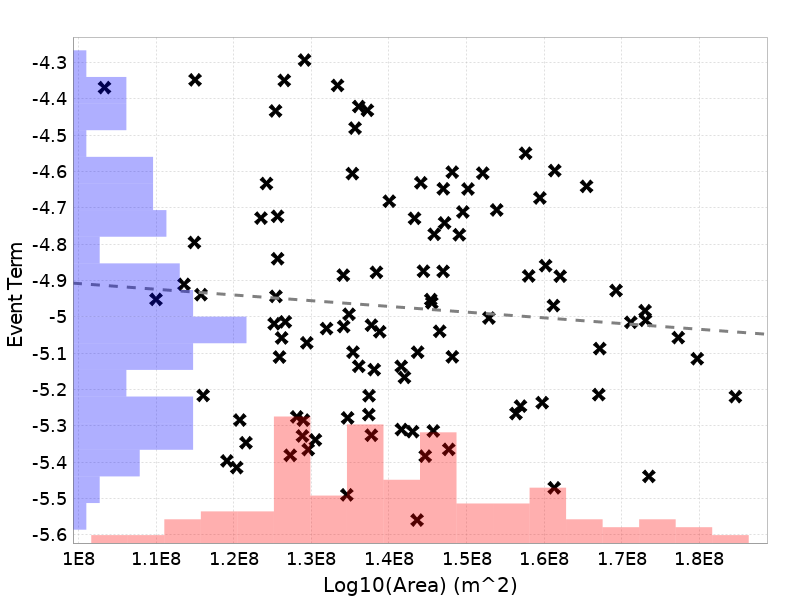 -4.3
-4.4
-4.5
-4.6
-4.7
-4.8
-4.9
-5
-5.1
-5.2
-5.3
-5.4
-5.5
-5.6
Event Term
1E8
1.1E8
1.2E8
1.3E8
1.4E8
1.5E8
1.6E8
1.7E8
1.8E8
Log10(Area) (m^2)